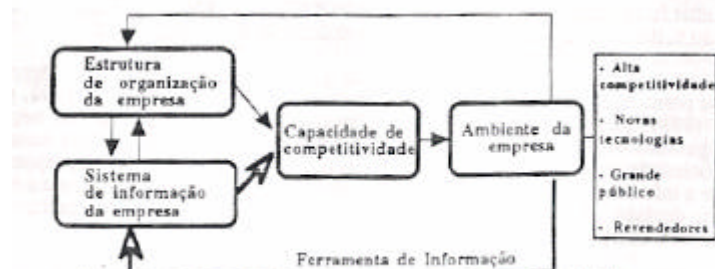 Estrutura
de organização
da empresa
Sistema
de informação
da empresa
Capacidade de
competitividade
Ambiente da
empresa
- Alta
competitividade
- Novas
tecnologias
- Grande
público
- Revendedores
Ferramenta de Informação